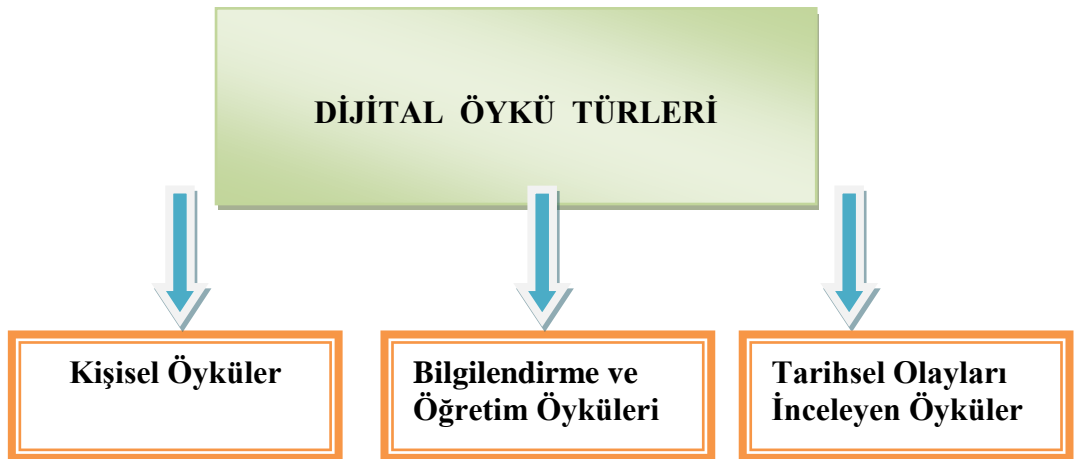 DİJİTAL ÖYKÜ TÜRLERİ
Kişisel Öyküler
Bilgilendirme ve
Öğretim Öyküleri
Tarihsel Olayları
İnceleyen Öyküler